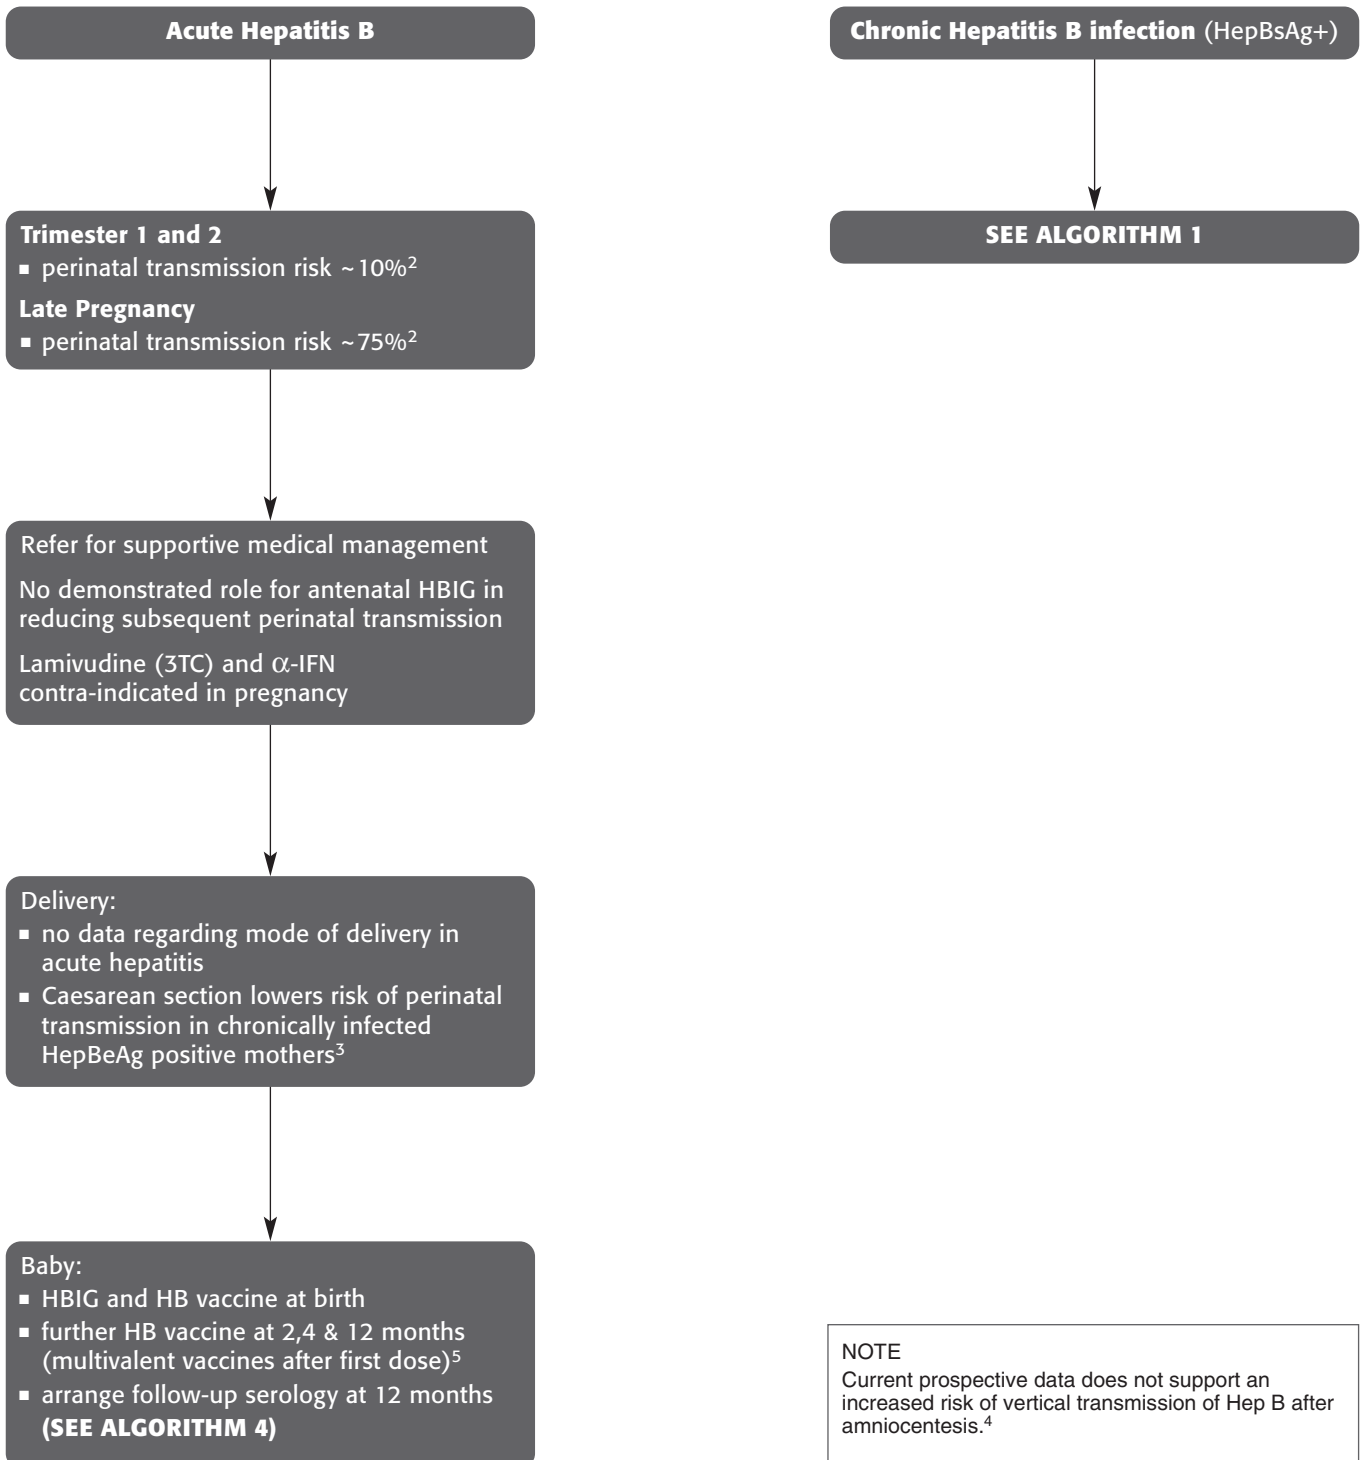 Acute Hepatitis B
Trimester 1 and 2
▪ perinatal transmission risk ~10%²
Late Pregnancy
▪ perinatal transmission risk ~75%²
Refer for supportive medical management
No demonstrated role for antenatal HBIG in
reducing subsequent perinatal transmission
Lamivudine (3TC) and α-IFN
contra-indicated in pregnancy
Delivery:
▪ no data regarding mode of delivery in
acute hepatitis
▪ Caesarean section lowers risk of perinatal
transmission in chronically infected
HepBeAg positive mothers³
Baby:
▪ HBIG and HB vaccine at birth
▪ further HB vaccine at 2,4 & 12 months
(multivalent vaccines after first dose)⁵
▪ arrange follow-up serology at 12 months
(SEE ALGORITHM 4)
Chronic Hepatitis B infection (HepBsAg+)
SEE ALGORITHM 1
NOTE
Current prospective data does not support an
increased risk of vertical transmission of Hep B after
amniocentesis.⁴